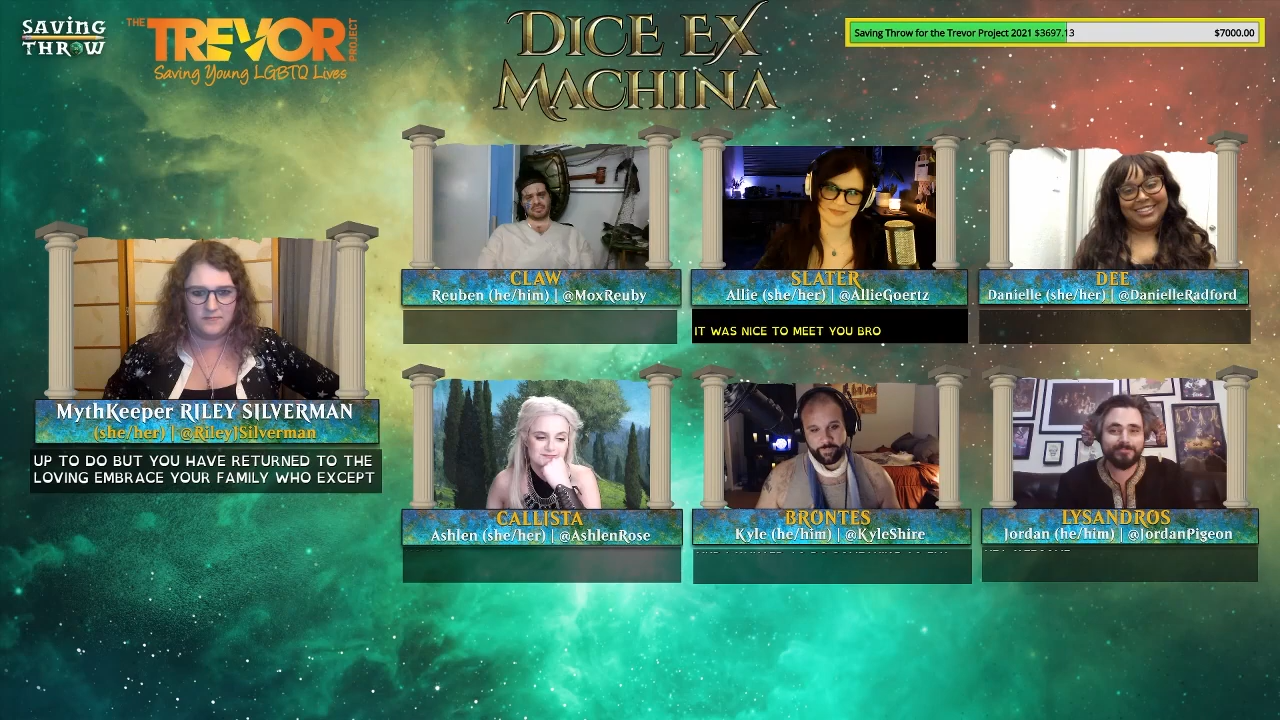 SAVING
THROW
THE TREVOR PROJECT
Saving Young LGBTQ Lives
DICE EX
MACHINA
Saving Throw for the Trevor Project 2021 $3697.13 $7000.00
CLAW
Reuben (he/him) | @MoxReuby
SLATER
Allie (she/her) | @AllieGoertz
IT WAS NICE TO MEET YOU BRO
DEE
Danielle (she/her) | @DanielleRadford
MythKeeper RILEY SILVERMAN
(she/her) | @RileyJSilverman
UP TO DO BUT YOU HAVE RETURNED TO THE
LOVING EMBRACE YOUR FAMILY WHO EXCEPT
CALLISTA
Ashlen (she/her) | @AshlenRose
BRONTES
Kyle (he/him) | @KyleShire
LYSANDROS
Jordan (he/him) | @JordanPigeon